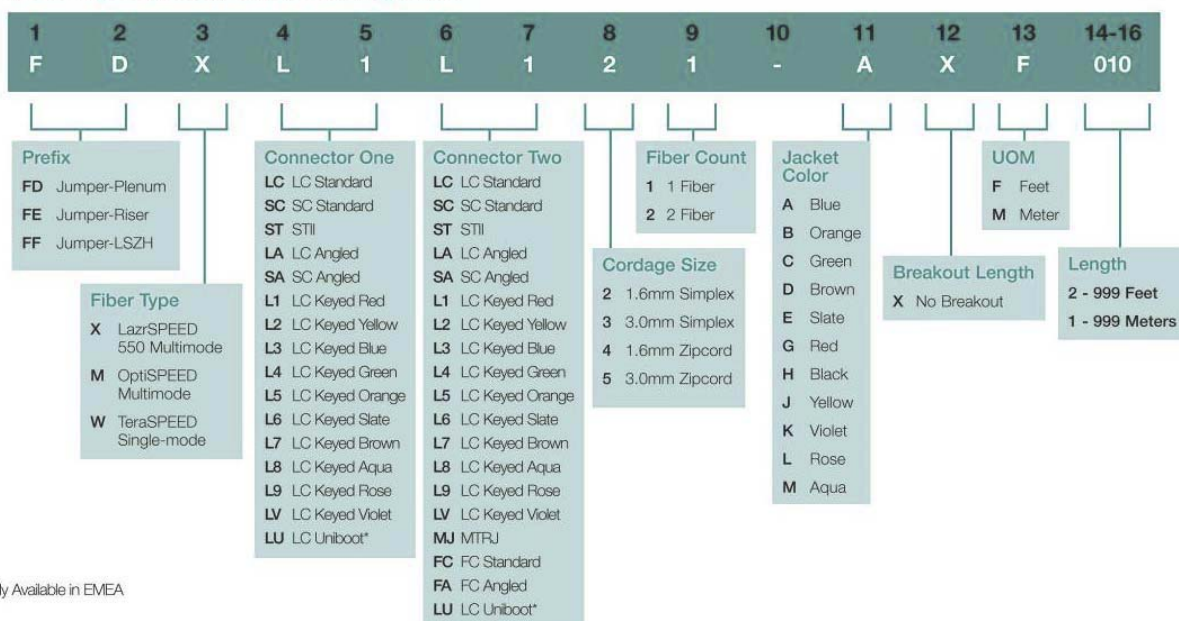 1 2 3 4 5 6 7 8 9 10 11 12 13 14-16
F D X L 1 L 1 2 1 - A X F 010
Prefix
FD Jumper-Plenum
FE Jumper-Riser
FF Jumper-LSZH
Fiber Type
X LazrSPEED
550 Multimode
M OptiSPEED
Multimode
W TeraSPEED
Single-mode
Connector One
LC LC Standard
SC SC Standard
ST STII
LA LC Angled
SA SC Angled
L1 LC Keyed Red
L2 LC Keyed Yellow
L3 LC Keyed Blue
L4 LC Keyed Green
L5 LC Keyed Orange
L6 LC Keyed Slate
L7 LC Keyed Brown
L8 LC Keyed Aqua
L9 LC Keyed Rose
LV LC Keyed Violet
LU LC Uniboot*
Connector Two
LC LC Standard
SC SC Standard
ST STII
LA LC Angled
SA SC Angled
L1 LC Keyed Red
L2 LC Keyed Yellow
L3 LC Keyed Blue
L4 LC Keyed Green
L5 LC Keyed Orange
L6 LC Keyed Slate
L7 LC Keyed Brown
L8 LC Keyed Aqua
L9 LC Keyed Rose
LV LC Keyed Violet
MJ MTRJ
FC FC Standard
FA FC Angled
LU LC Uniboot*
Cordage Size
2 1.6mm Simplex
3 3.0mm Simplex
4 1.6mm Zipcord
5 3.0mm Zipcord
Fiber Count
1 1 Fiber
2 2 Fiber
Jacket
Color
A Blue
B Orange
C Green
D Brown
E Slate
G Red
H Black
J Yellow
K Violet
L Rose
M Aqua
Breakout Length
X No Breakout
UOM
F Feet
M Meter
Length
2 - 999 Feet
1 - 999 Meters
ly Available in EMEA